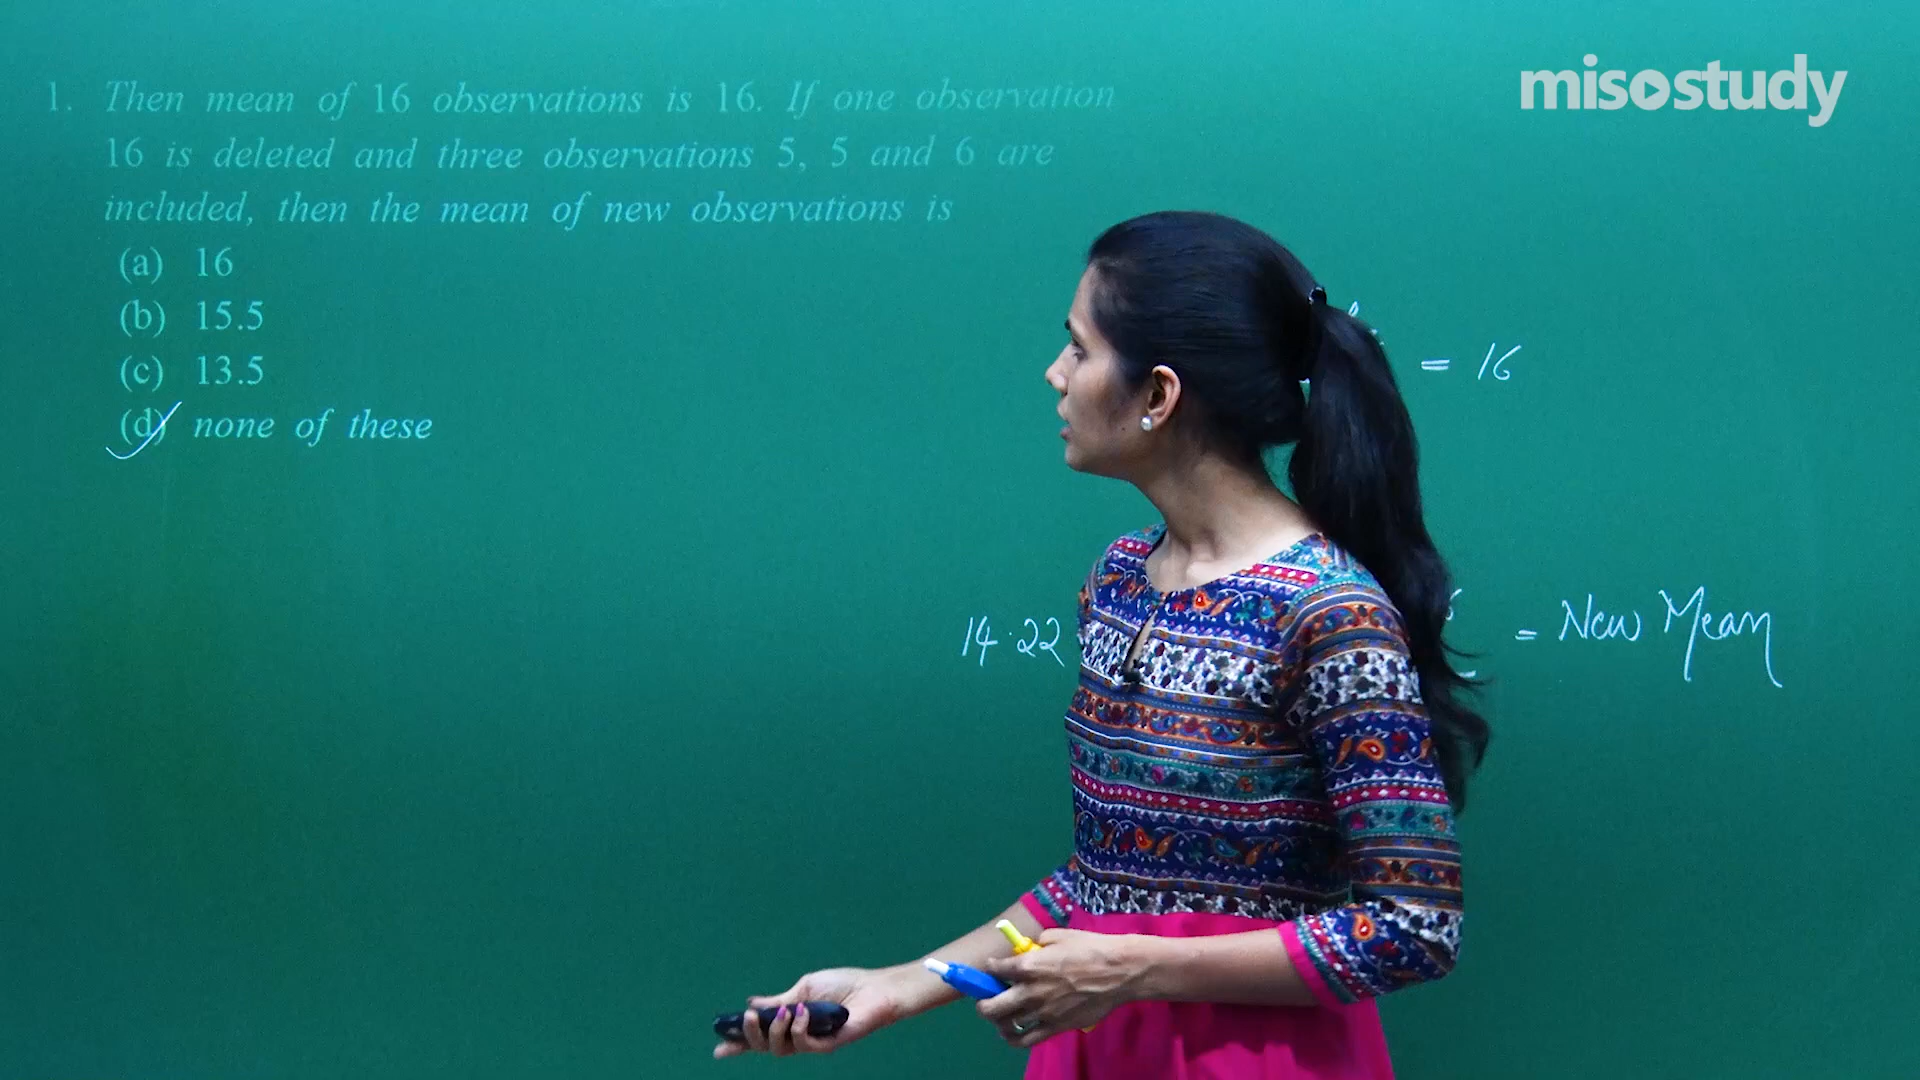 misostudy
1. Then mean of 16 observations is 16. If one observation
16 is deleted and three observations 5, 5 and 6 are
included, then the mean of new observations is
(a) 16
(b) 15.5
(c) 13.5
(d) none of these
= 16
14.22
= New Mean